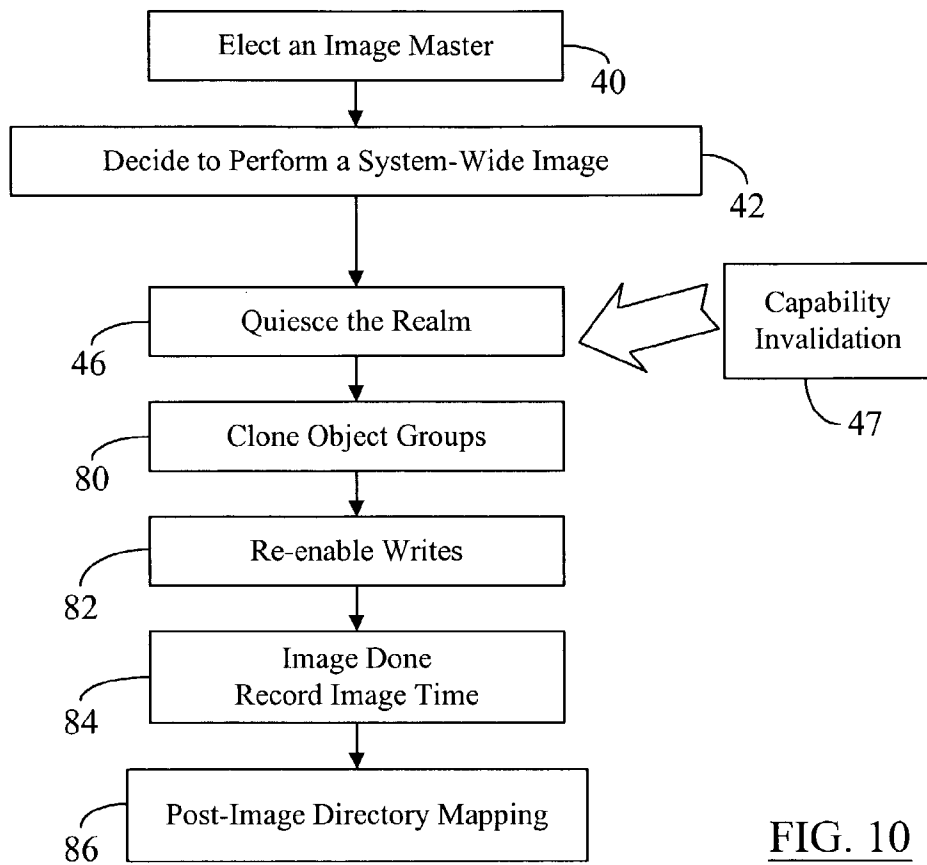 Elect an Image Master
40
Decide to Perform a System-Wide Image
42
Quiesce the Realm
46
Capability
Invalidation
47
Clone Object Groups
80
Re-enable Writes
82
Image Done
Record Image Time
84
Post-Image Directory Mapping
86
FIG. 10